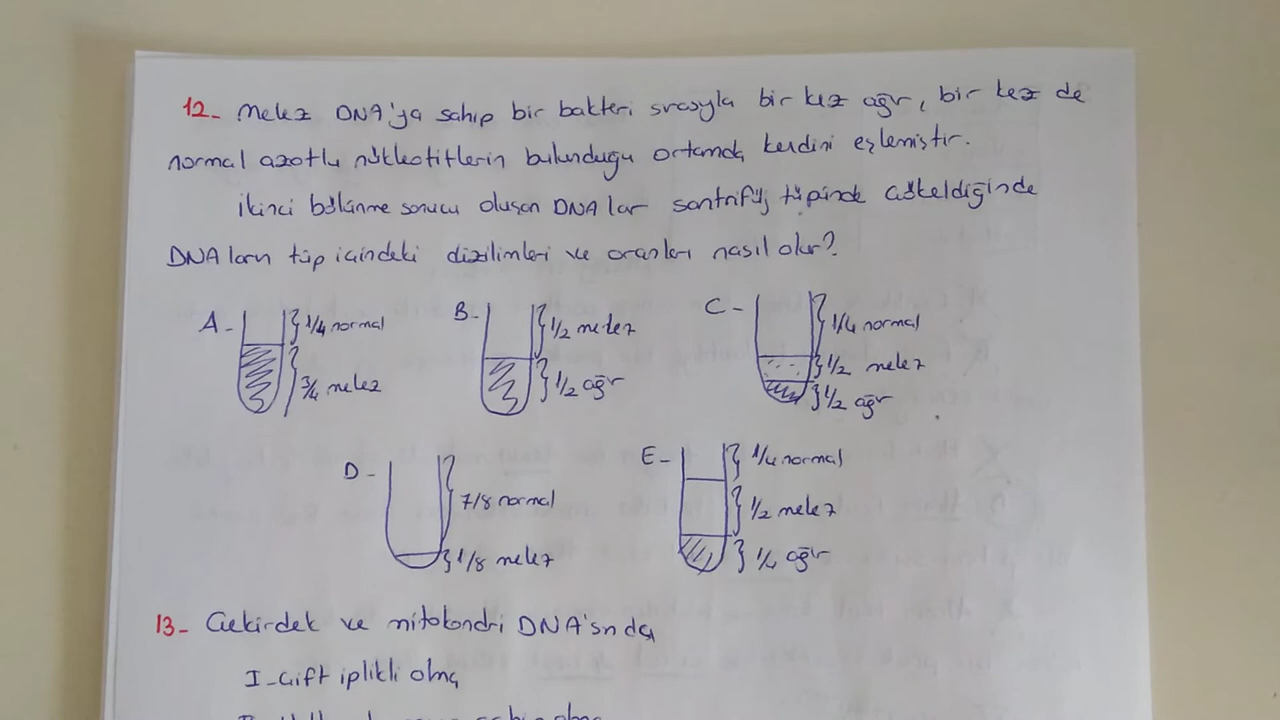 12- Melez DNA'ya sahip bir bakteri sırasıyla bir kez ağır, bir kez de
normal azotlu nükleotitlerin bulunduğu ortamda kendini eşlemiştir.
İkinci bölünme sonucu oluşan DNA lar santrifüj tüpinde çökeldiğinde
DNA ların tüp içindeki dizilimleri ve oranları nasıl olur?
A- 1/4 normal
3/4 melez
B- 1/2 melez
1/2 ağır
C- 1/4 normal
1/2 melez
1/2 ağır
D- 7/8 normal
1/8 melez
E- 1/4 normal
1/2 melez
1/4 ağır
13- Çekirdek ve mitokondri DNA'sında
I- Çift iplikli olma